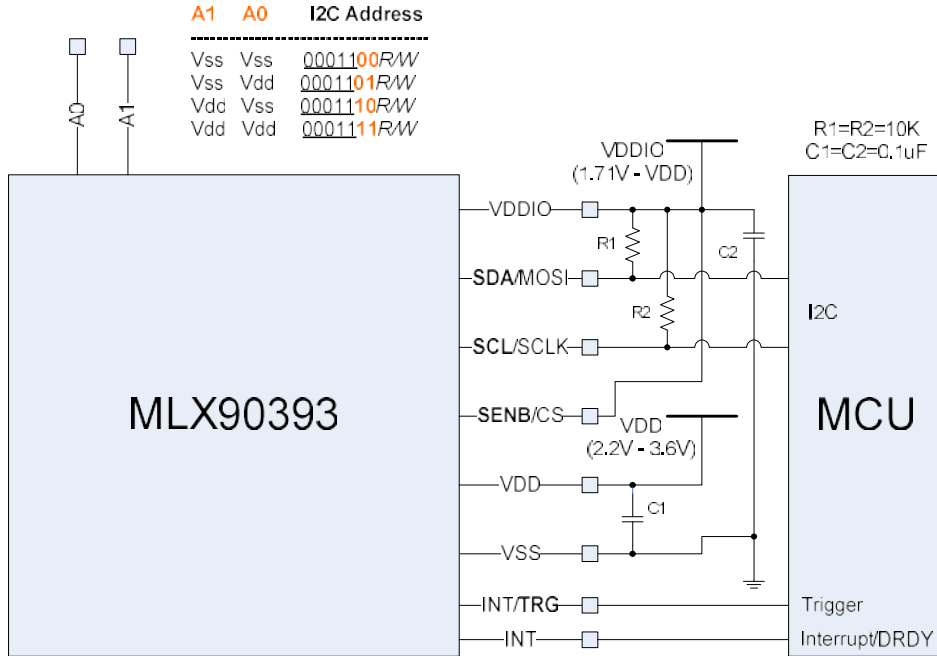 A1 A0 I2C Address
Vss Vss 0001100R/W
Vss Vdd 0001101R/W
Vdd Vss 0001110R/W
Vdd Vdd 0001111R/W
A0
A1
R1=R2=10K
C1=C2=0.1uF
VDDIO
(1.71V - VDD)
VDDIO
R1
C2
SDA/MOSI
R2
I2C
SCL/SCLK
MLX90393
MCU
SENB/CS
VDD
(2.2V - 3.6V)
VDD
C1
VSS
INT/TRG
Trigger
INT
Interrupt/DRDY